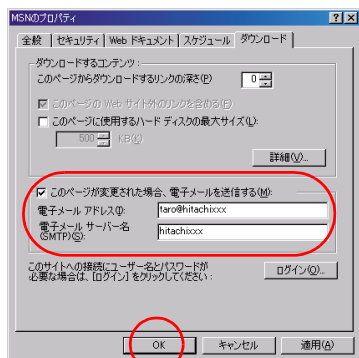 MSNのプロパティ
全般 セキュリティ Web ドキュメント スケジュール ダウンロード
ダウンロードするコンテンツ :
このページからダウンロードするリンクの深さ(P) 0
このページの Web サイト外のリンクを含める(F)
このページに使用するハード ディスクの最大サイズ(L):
500 KB(K)
詳細(V)...
このページが変更された場合、電子メールを送信する(M):
電子メール アドレス(I): taro@hitachixxx
電子メール サーバー名 (SMTP)(S): hitachixxx
このサイトへの接続にユーザー名とパスワードが
必要な場合は、[ログイン] をクリックしてください :
ログイン(O)...
OK キャンセル 適用(A)